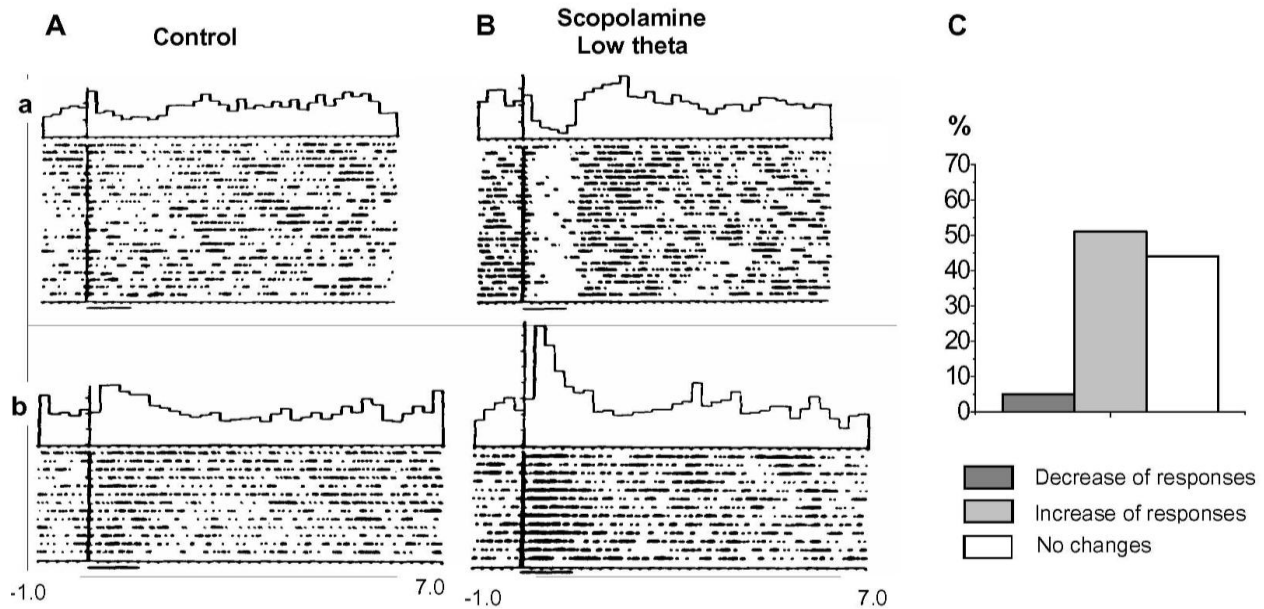 A
Control
B
Scopolamine
Low theta
C
a
b
-1.0
7.0
-1.0
7.0
%
70
60
50
40
30
20
10
0
Decrease of responses
Increase of responses
No changes